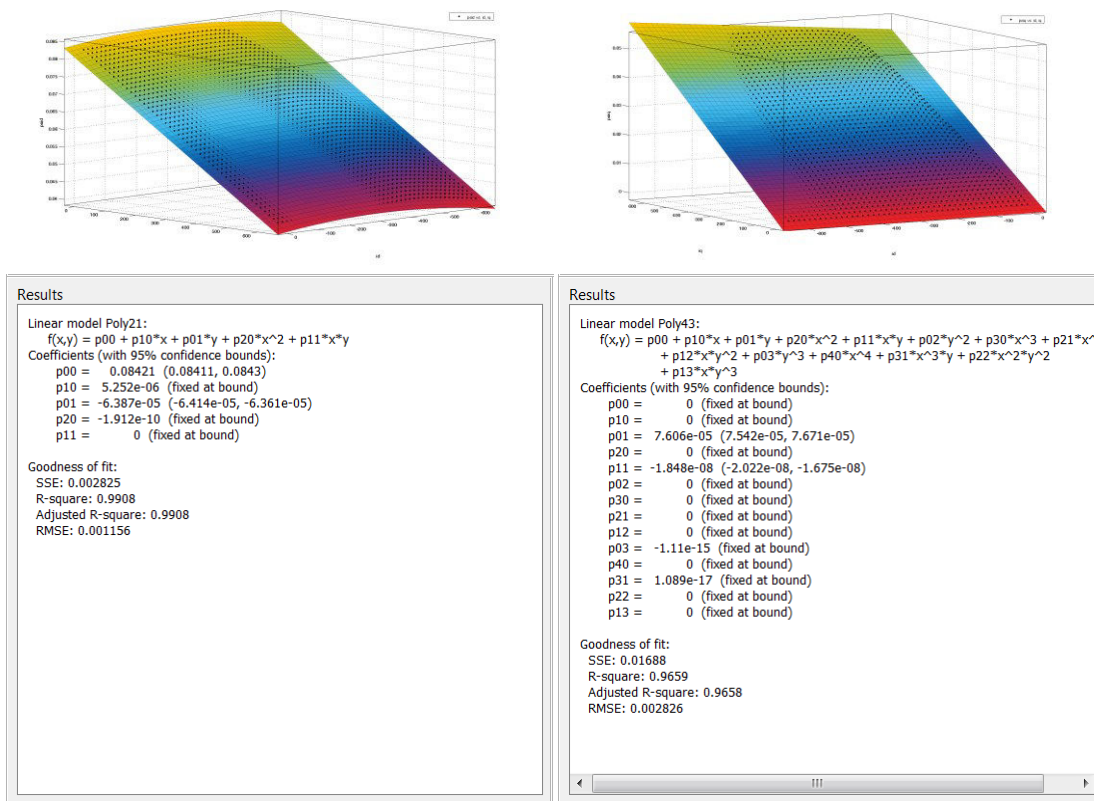 Results
Linear model Poly21:
f(x,y) = p00 + p10*x + p01*y + p20*x^2 + p11*x*y
Coefficients (with 95% confidence bounds):
p00 = 0.08421 (0.08411, 0.0843)
p10 = 5.252e-06 (fixed at bound)
p01 = -6.387e-05 (-6.414e-05, -6.361e-05)
p20 = -1.912e-10 (fixed at bound)
p11 = 0 (fixed at bound)
Goodness of fit:
SSE: 0.002825
R-square: 0.9908
Adjusted R-square: 0.9908
RMSE: 0.001156
Results
Linear model Poly43:
f(x,y) = p00 + p10*x + p01*y + p20*x^2 + p11*x*y + p02*y^2 + p30*x^3 + p21*x^
+ p12*x*y^2 + p03*y^3 + p40*x^4 + p31*x^3*y + p22*x^2*y^2
+ p13*x*y^3
Coefficients (with 95% confidence bounds):
p00 = 0 (fixed at bound)
p10 = 0 (fixed at bound)
p01 = 7.606e-05 (7.542e-05, 7.671e-05)
p20 = 0 (fixed at bound)
p11 = -1.848e-08 (-2.022e-08, -1.675e-08)
p02 = 0 (fixed at bound)
p30 = 0 (fixed at bound)
p21 = 0 (fixed at bound)
p12 = 0 (fixed at bound)
p03 = -1.11e-15 (fixed at bound)
p40 = 0 (fixed at bound)
p31 = 1.089e-17 (fixed at bound)
p22 = 0 (fixed at bound)
p13 = 0 (fixed at bound)
Goodness of fit:
SSE: 0.01688
R-square: 0.9659
Adjusted R-square: 0.9658
RMSE: 0.002826